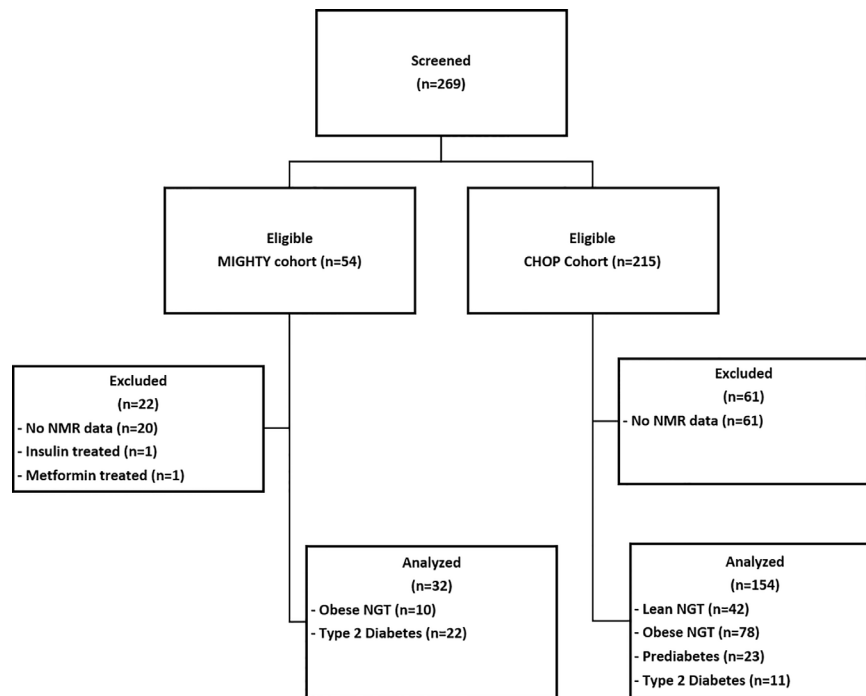 Screened
(n=269)
Eligible
MIGHTY cohort (n=54)
Eligible
CHOP Cohort (n=215)
Excluded
(n=22)
- No NMR data (n=20)
- Insulin treated (n=1)
- Metformin treated (n=1)
Excluded
(n=61)
- No NMR data (n=61)
Analyzed
(n=32)
- Obese NGT (n=10)
- Type 2 Diabetes (n=22)
Analyzed
(n=154)
- Lean NGT (n=42)
- Obese NGT (n=78)
- Prediabetes (n=23)
- Type 2 Diabetes (n=11)